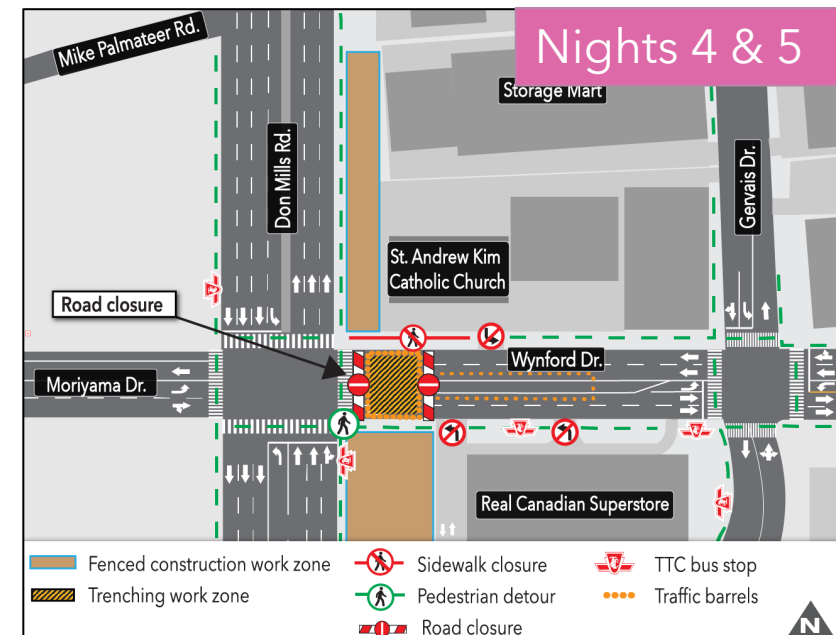 Nights 4 & 5
Mike Palmateer Rd.
Storage Mart
Don Mills Rd.
Gervais Dr.
St. Andrew Kim
Catholic Church
Road closure
Wynford Dr.
Moriyama Dr.
Real Canadian Superstore
Fenced construction work zone
Sidewalk closure
TTC bus stop
Trenching work zone
Pedestrian detour
Traffic barrels
Road closure
N